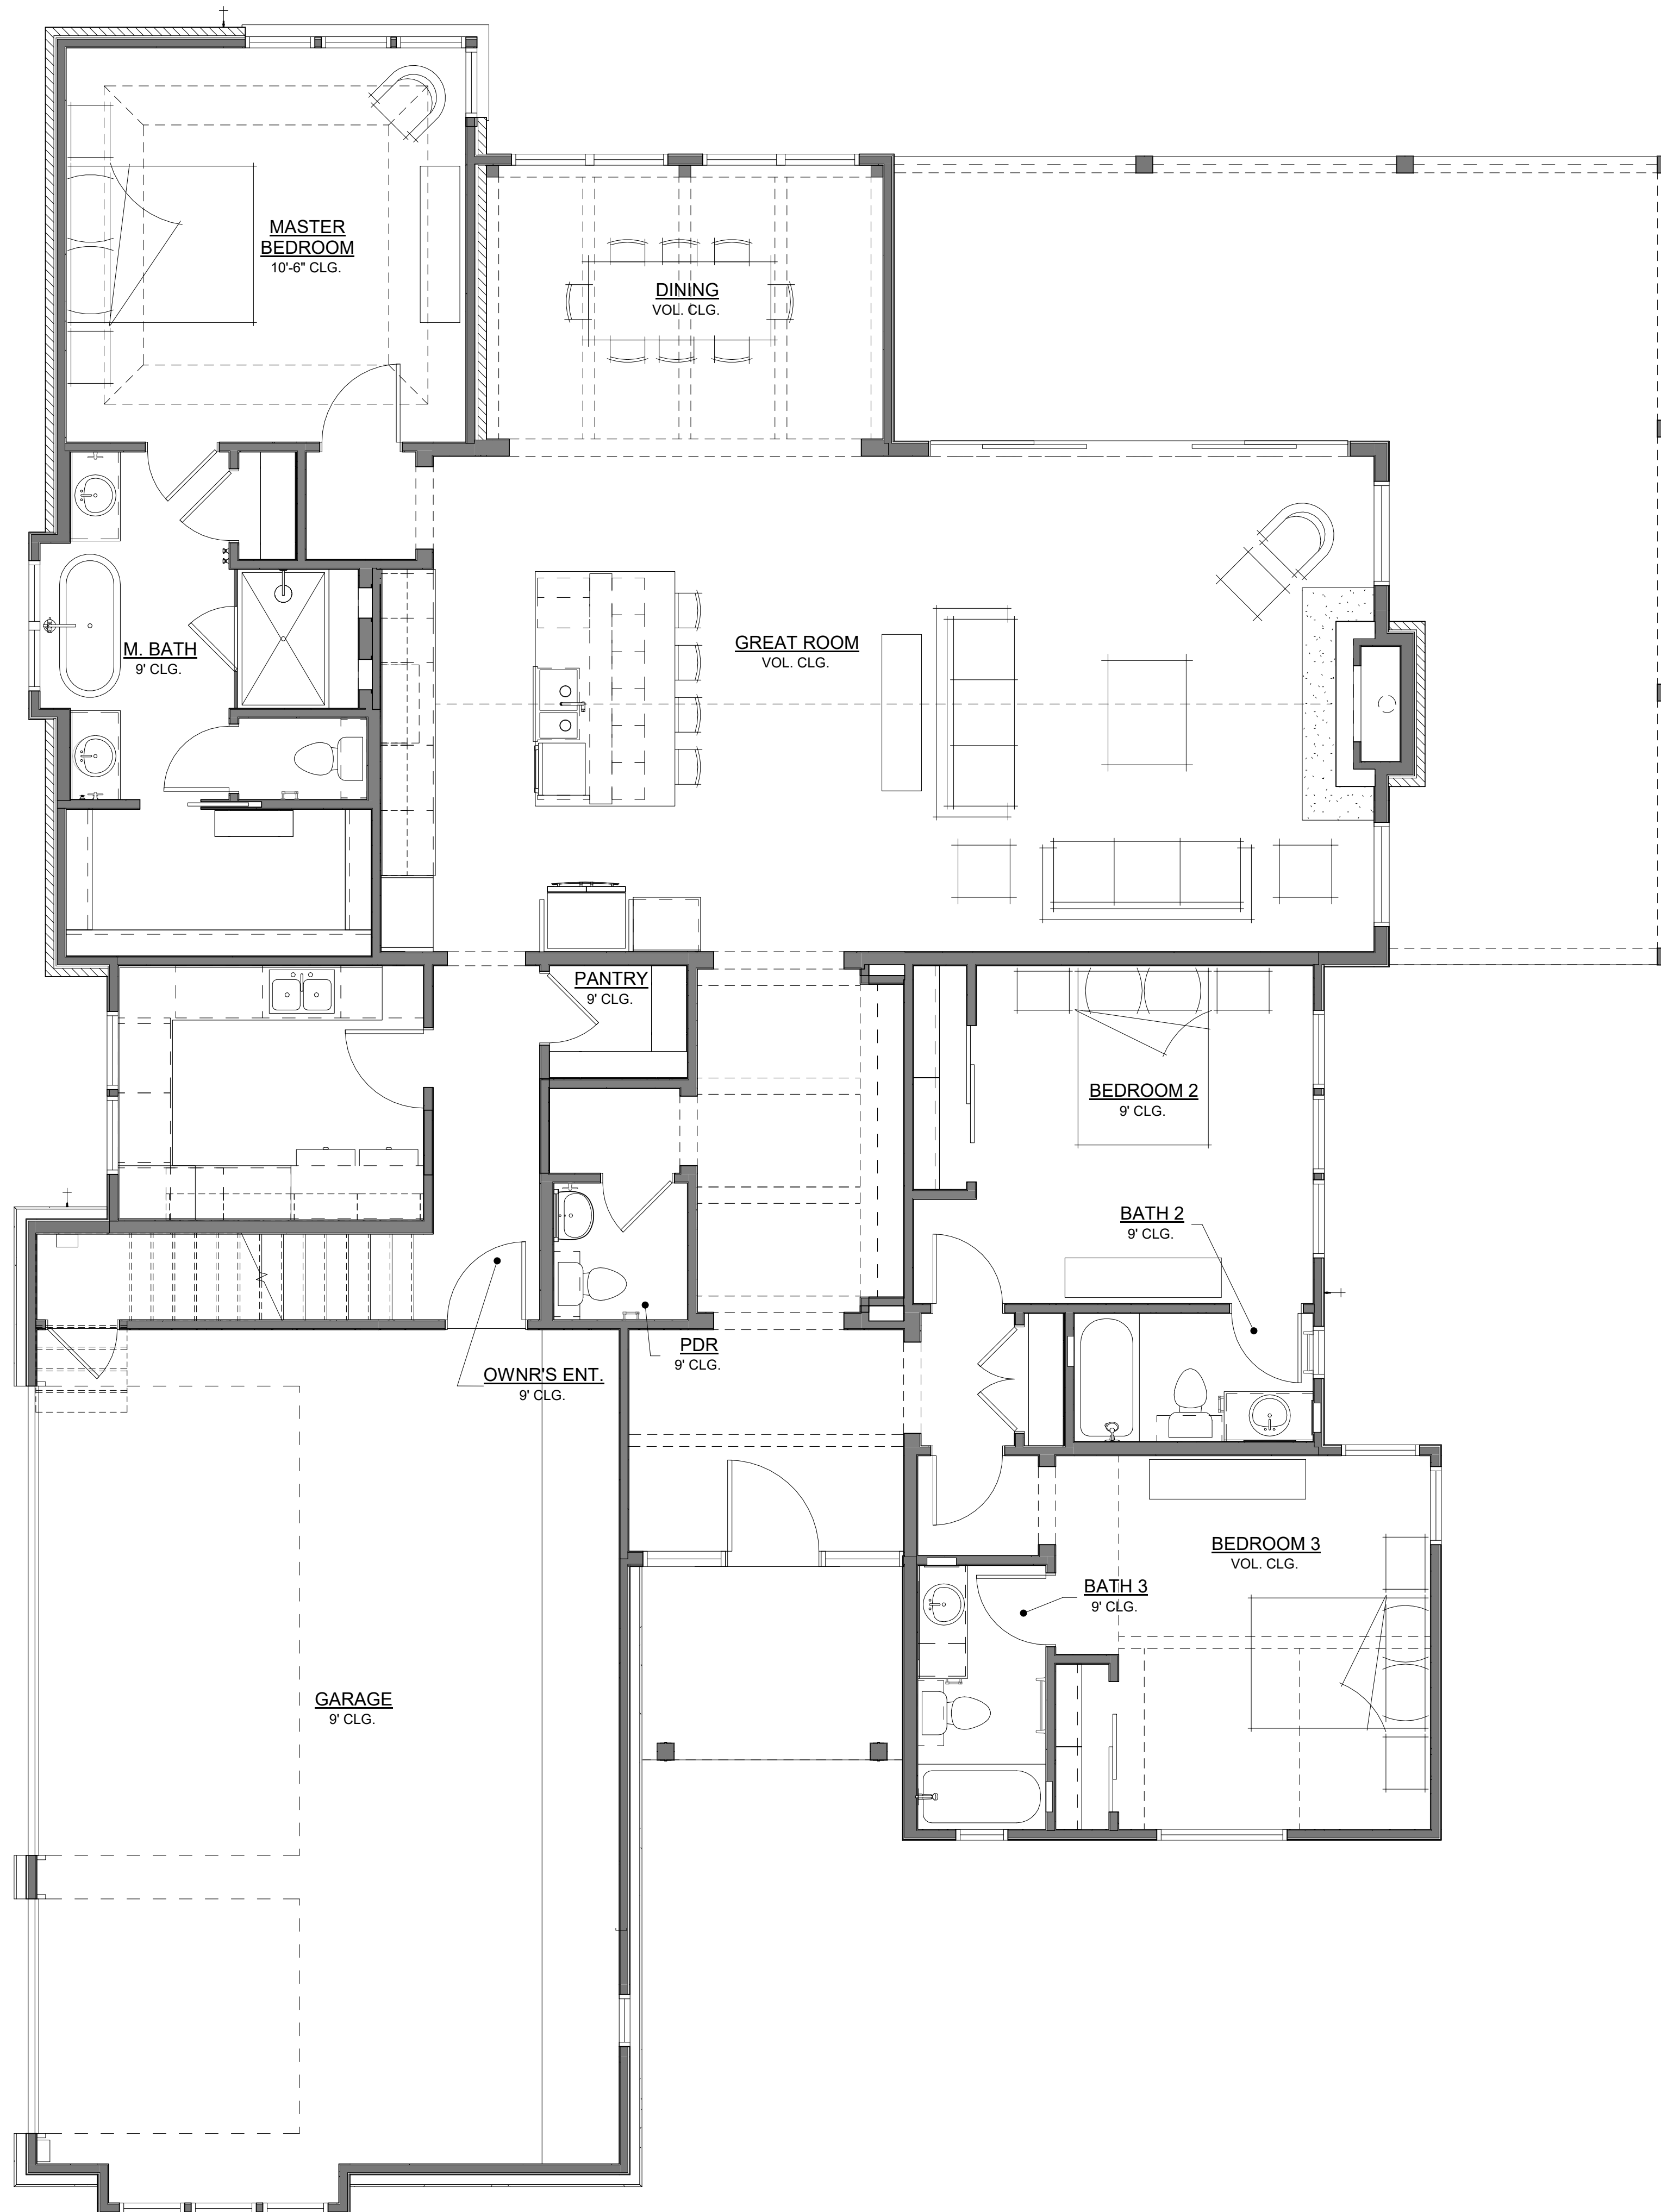 MASTER
BEDROOM
10'-6" CLG.
DINING
VOL. CLG.
M. BATH
9' CLG.
GREAT ROOM
VOL. CLG.
PANTRY
9' CLG.
BEDROOM 2
9' CLG.
BATH 2
9' CLG.
PDR
9' CLG.
OWNR'S ENT.
9' CLG.
BEDROOM 3
VOL. CLG.
BATH 3
9' CLG.
GARAGE
9' CLG.